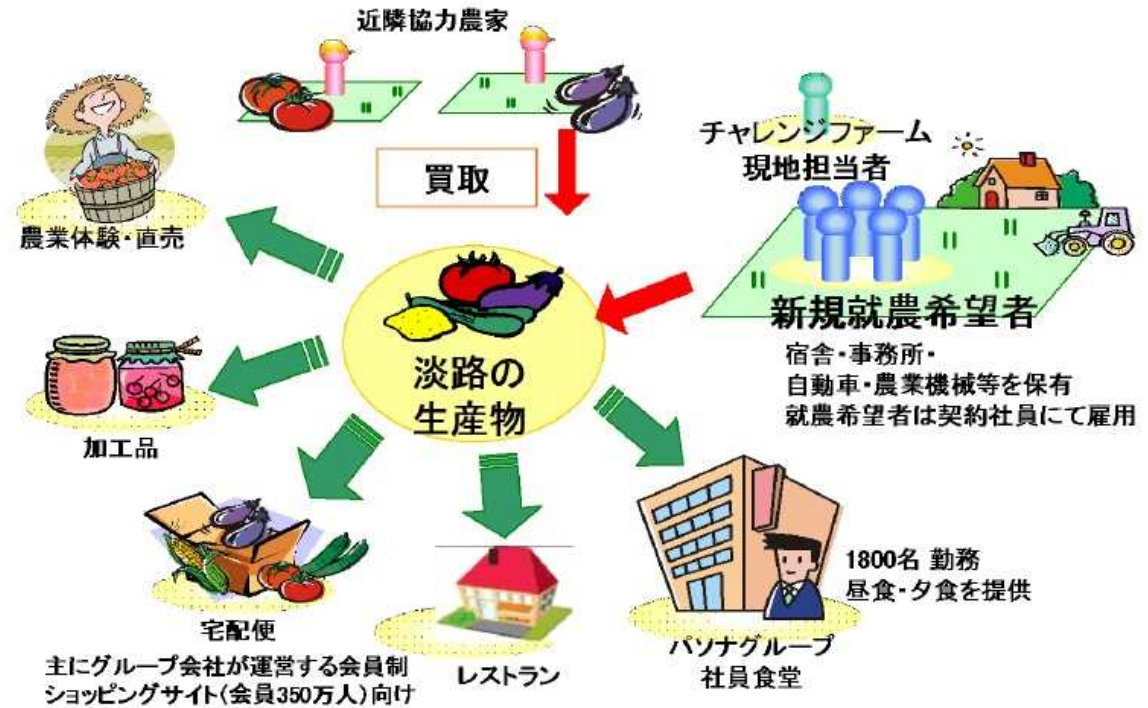 近隣協力農家
買取
チャレンジファーム
現地担当者
新規就農希望者
宿舎・事務所・
自動車・農業機械等を保有
就農希望者は契約社員にて雇用
農業体験・直売
淡路の
生産物
加工品
宅配便
主にグループ会社が運営する会員制
ショッピングサイト(会員350万人)向け
レストラン
1800名 勤務
昼食・夕食を提供
パソナグループ
社員食堂